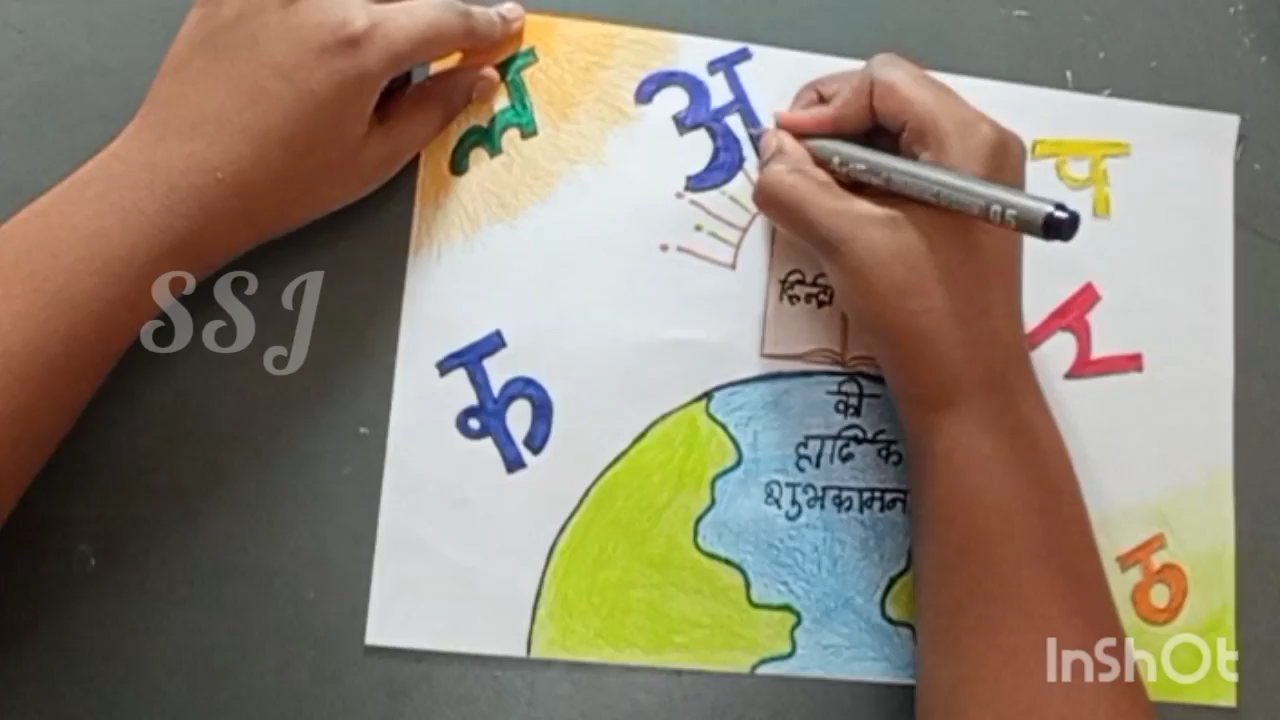 अ
प
SSJ
हिन्दी
क
की
हार्दिक
शुभकामन
ठ
InShOt